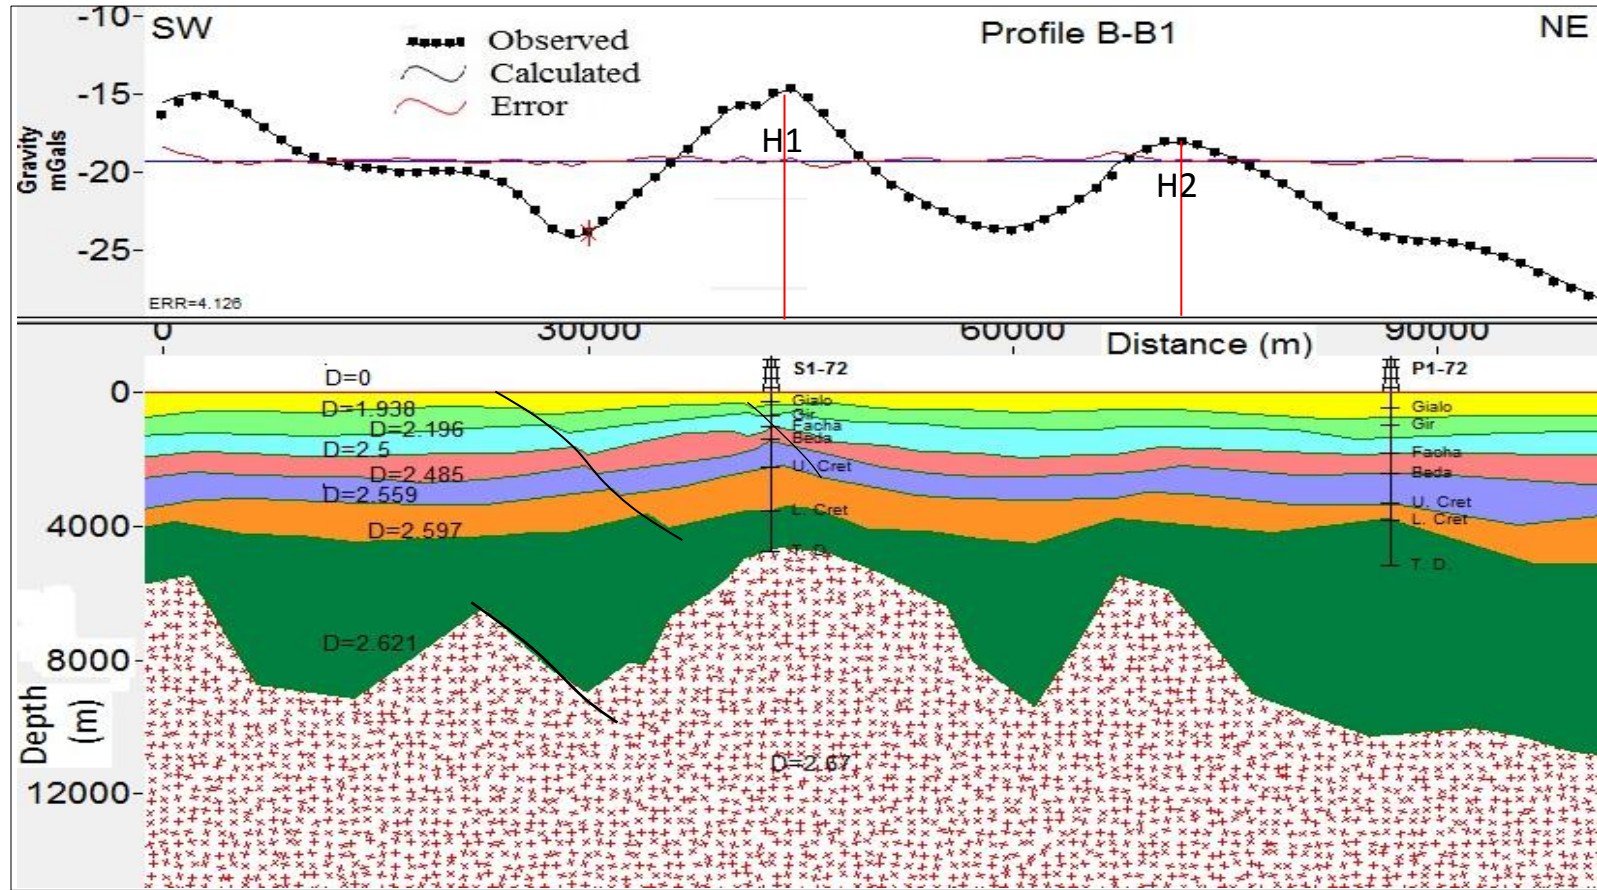 -10
SW
Profile B-B1
NE
Observed
Calculated
Error
-15
H1
-20
H2
-25
Gravity
mGals
ERR=4.126
0
30000
60000
90000
Distance (m)
S1-72
P1-72
D=0
0
D=1.938
Gialo
Gialo
D=2.196
Gir
Gir
Facha
D=2.5
Beda
Facha
D=2.485
U. Cret
Beda
D=2.559
U. Cret
L. Cret
L. Cret
4000
D=2.597
T. D.
T. D.
D=2.621
8000
Depth
(m)
D=2.67
12000